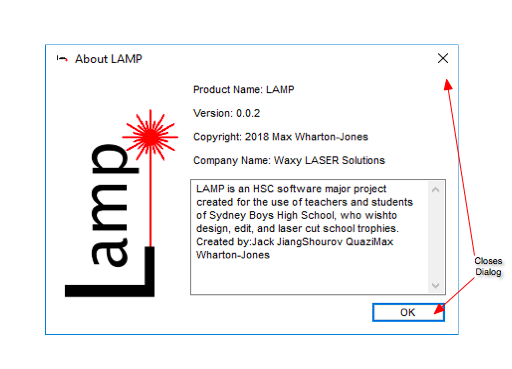 About LAMP
Product Name: LAMP
Version: 0.0.2
Copyright: 2018 Max Wharton-Jones
Company Name: Waxy LASER Solutions
Lamp
LAMP is an HSC software major project
created for the use of teachers and students
of Sydney Boys High School, who wishto
design, edit, and laser cut school trophies.
Created by:Jack JiangShourov QuaziMax
Wharton-Jones
Closes
Dialog
OK